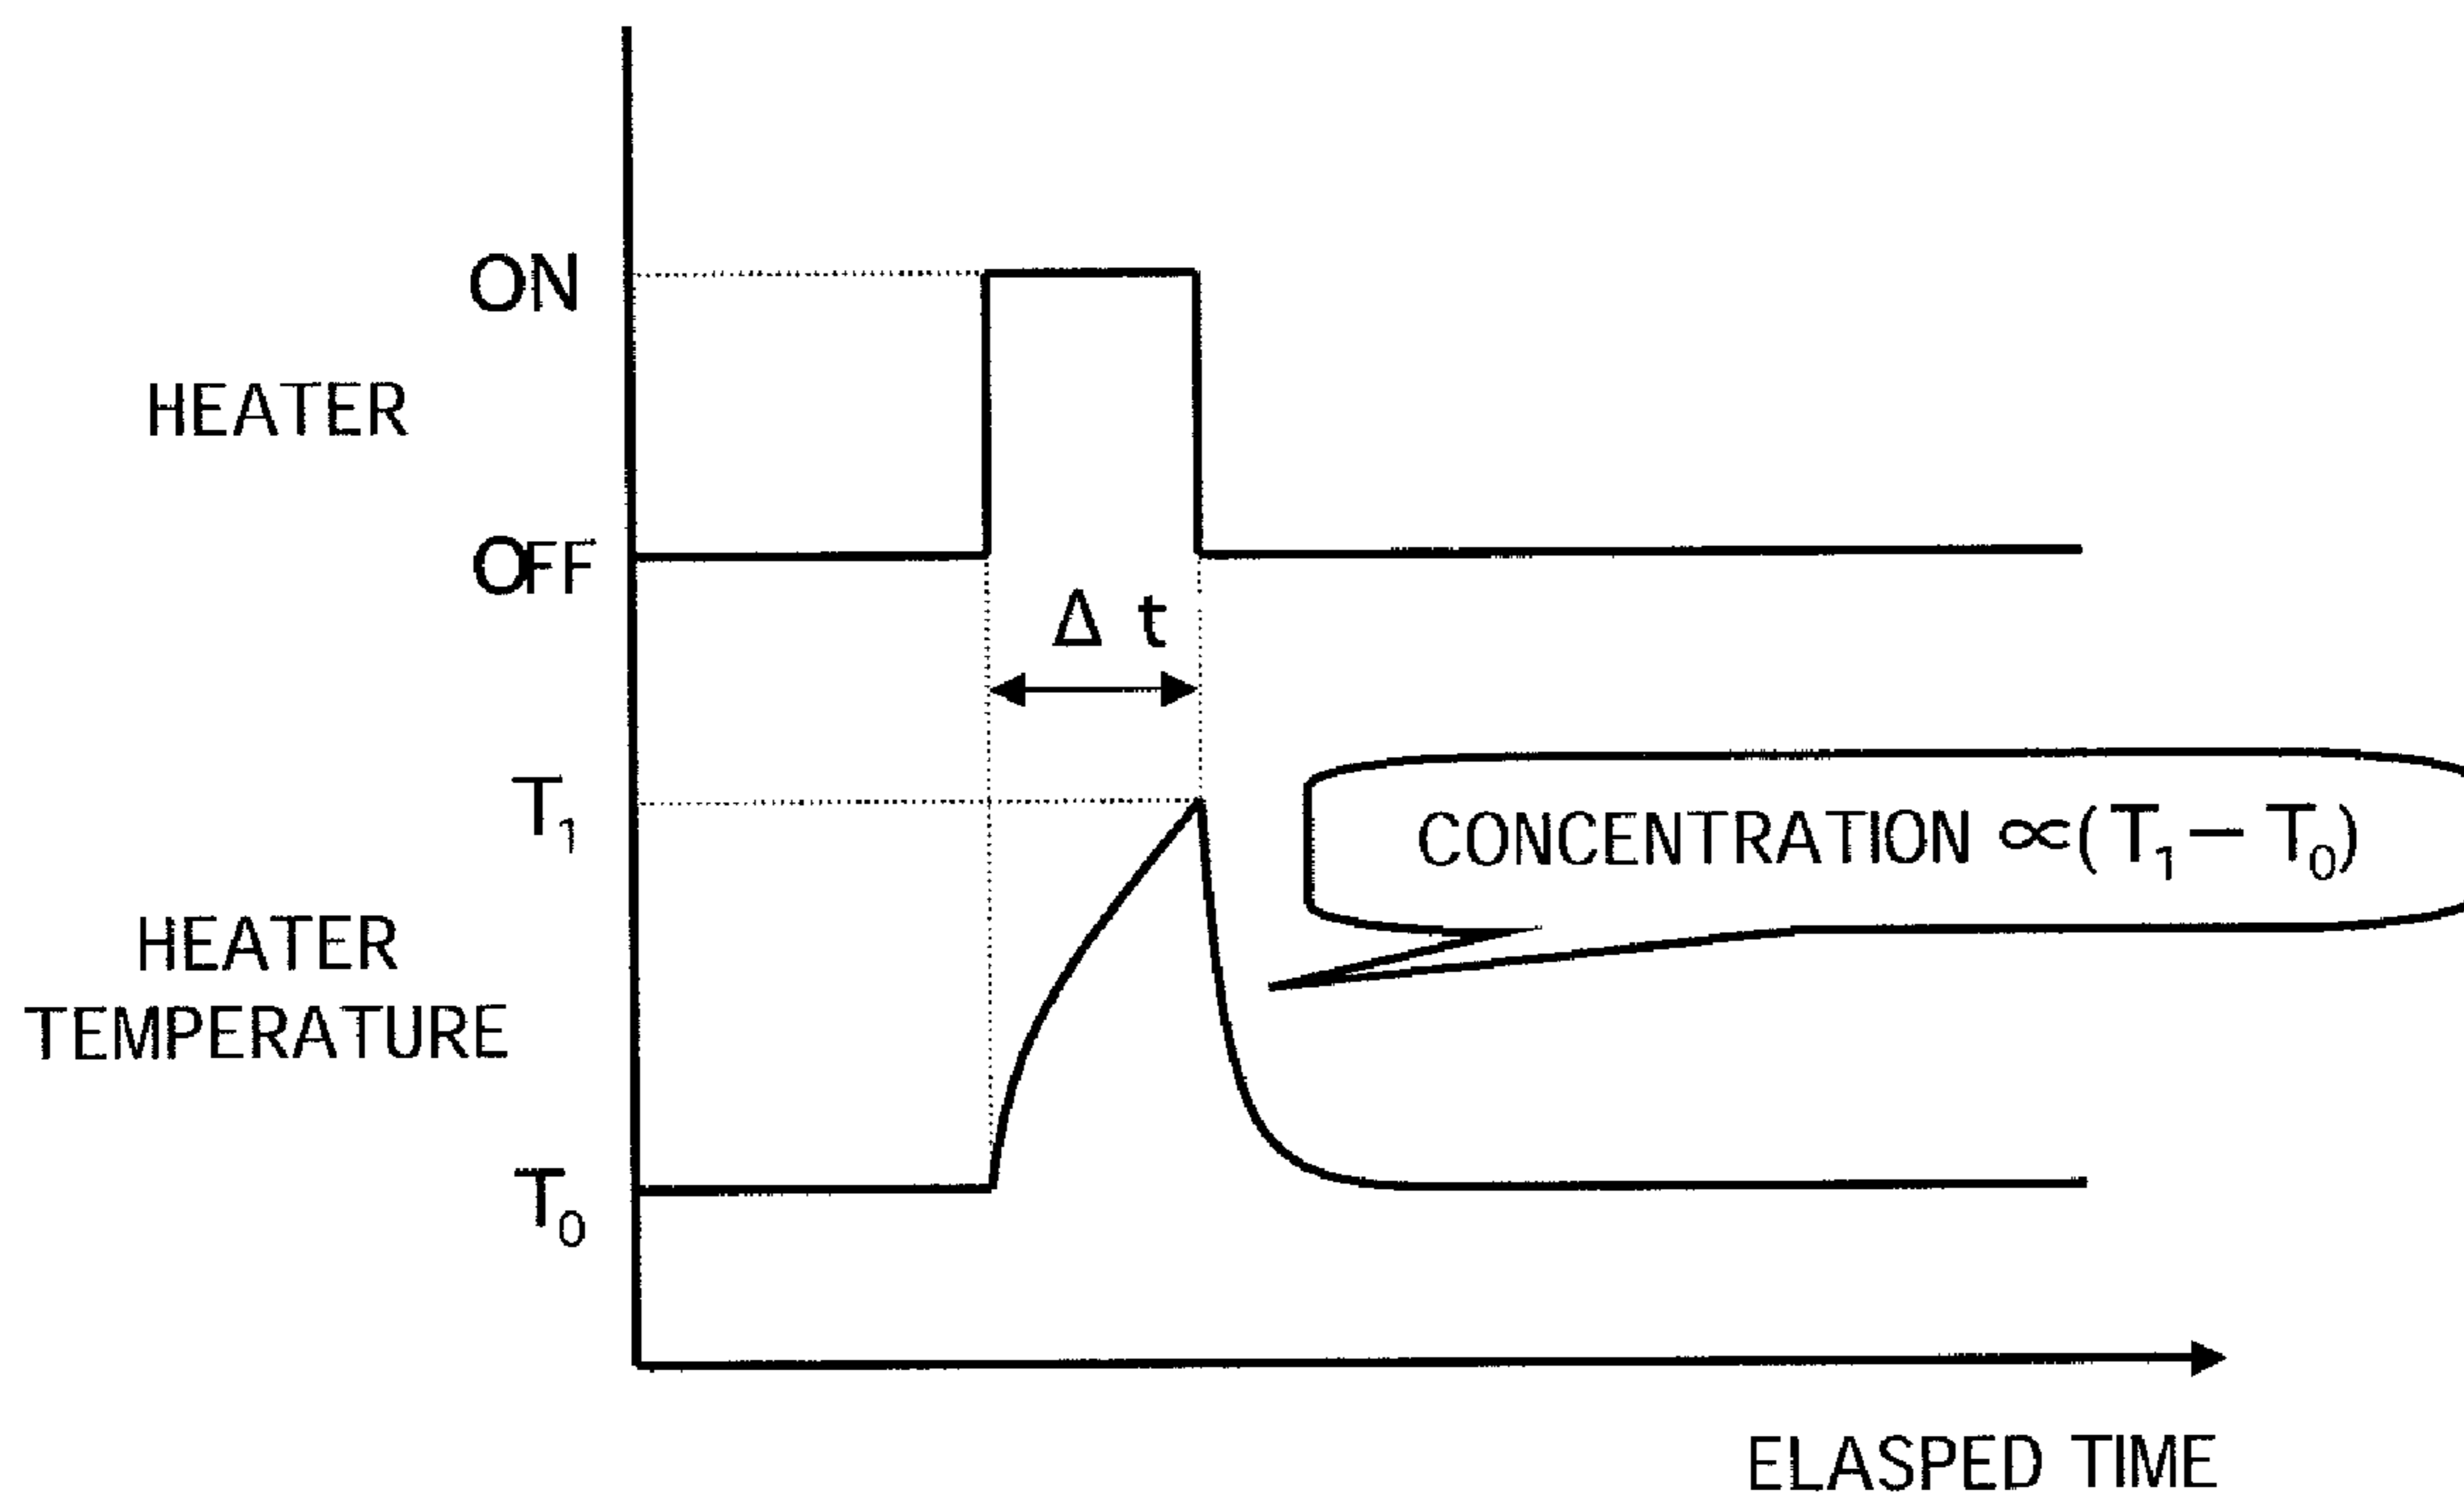 ON
HEATER
OFF
Δ t
T1
CONCENTRATION ∝(T1 − T0)
HEATER
TEMPERATURE
T0
ELASPED TIME